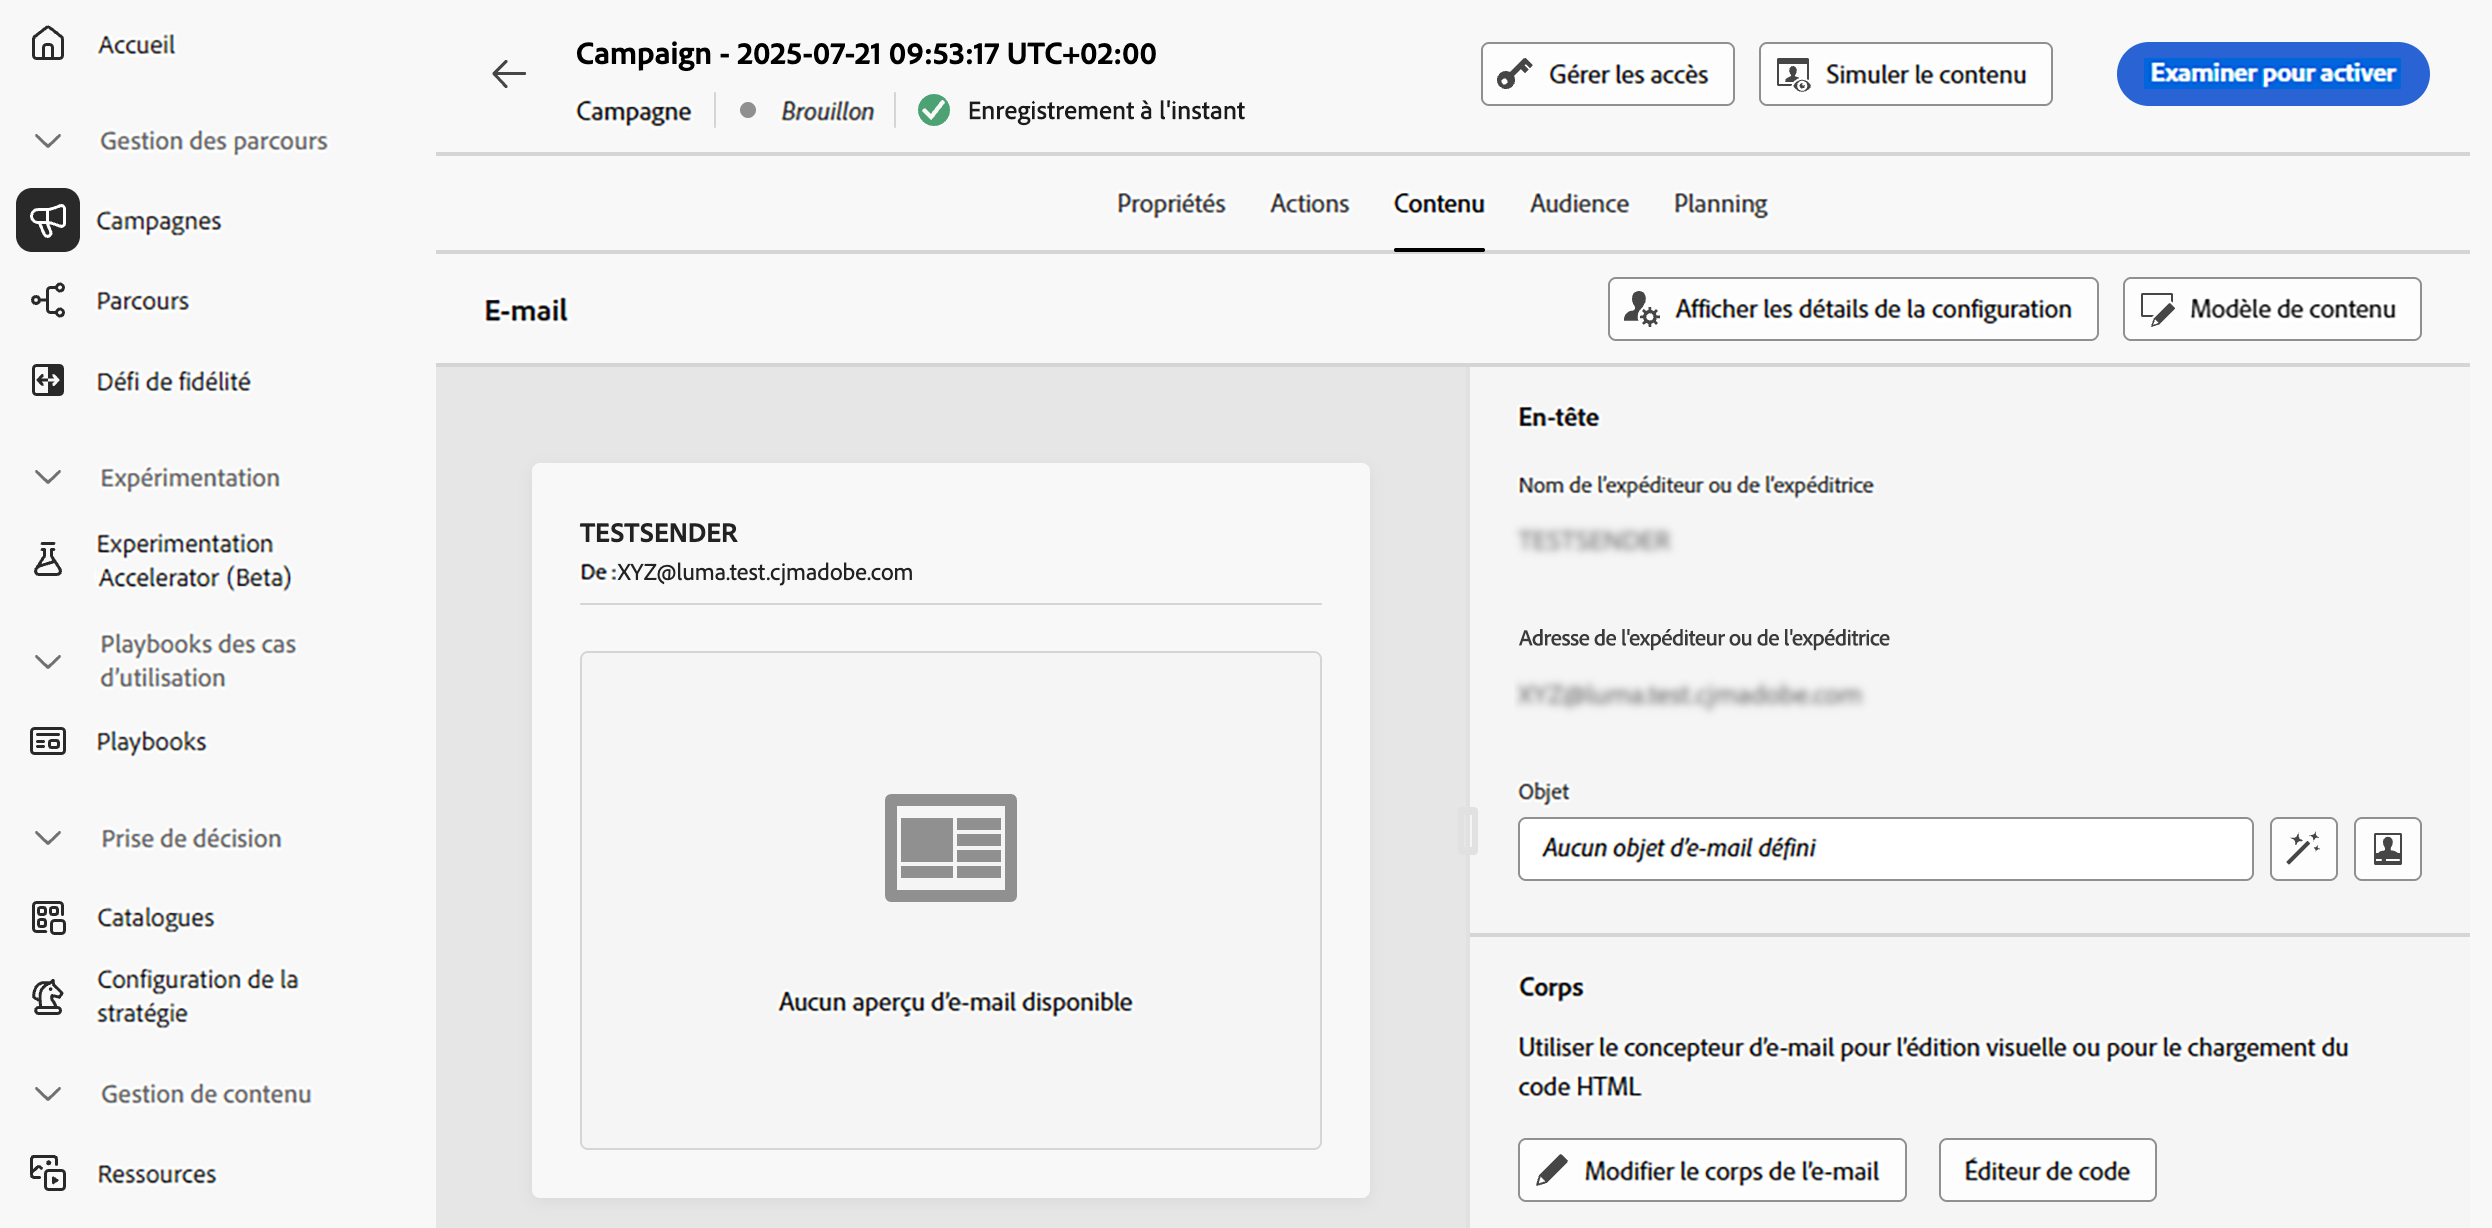 Accueil
Gestion des parcours
Campagnes
Parcours
Défi de fidélité
Expérimentation
Experimentation
Accelerator (Beta)
Playbooks des cas
d’utilisation
Playbooks
Prise de décision
Catalogues
Configuration de la
stratégie
Gestion de contenu
Ressources
Campaign - 2025-07-21 09:53:17 UTC+02:00
Campagne
Brouillon
Enregistrement à l'instant
Gérer les accès
Simuler le contenu
Examiner pour activer
Propriétés
Actions
Contenu
Audience
Planning
E-mail
Afficher les détails de la configuration
Modèle de contenu
TESTSENDER
De :XYZ@luma.test.cjmadobe.com
Aucun aperçu d’e-mail disponible
En-tête
Nom de l’expéditeur ou de l’expéditrice
TESTSENDER
Adresse de l'expéditeur ou de l'expéditrice
XYZ@luma.test.cjmadobe.com
Objet
Aucun objet d’e-mail défini
Corps
Utiliser le concepteur d’e-mail pour l’édition visuelle ou pour le chargement du
code HTML
Modifier le corps de l’e-mail
Éditeur de code